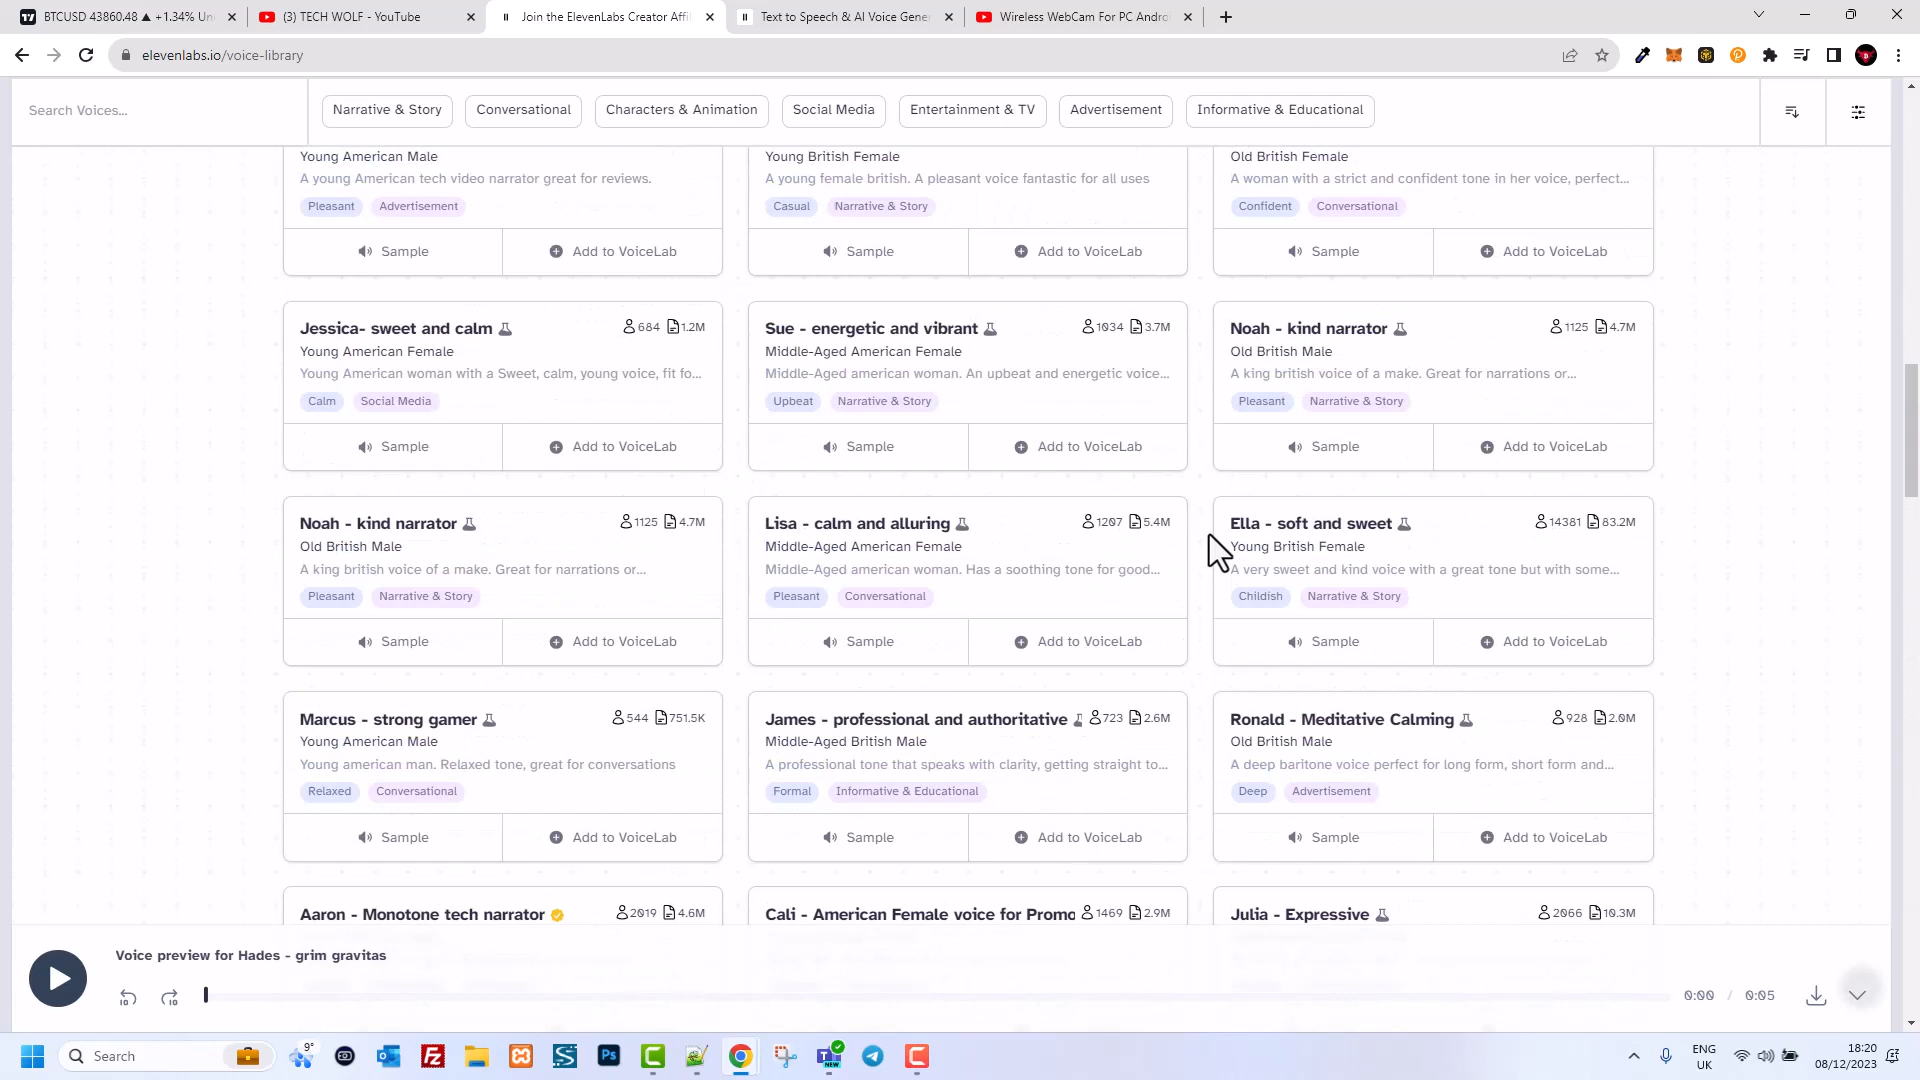 BTCUSD 43860.48 ▲ +1.34% Un
(3) TECH WOLF - YouTube
Join the ElevenLabs Creator Affi
Text to Speech & AI Voice Gene
Wireless WebCam For PC Andro
elevenlabs.io/voice-library
Search Voices...
Narrative & Story
Conversational
Characters & Animation
Social Media
Entertainment & TV
Advertisement
Informative & Educational
Young American Male
A young American tech video narrator great for reviews.
Pleasant Advertisement
Sample Add to VoiceLab
Young British Female
A young female british. A pleasant voice fantastic for all uses
Casual Narrative & Story
Sample Add to VoiceLab
Old British Female
A woman with a strict and confident tone in her voice, perfect...
Confident Conversational
Sample Add to VoiceLab
Jessica- sweet and calm 684 1.2M
Young American Female
Young American woman with a Sweet, calm, young voice, fit fo...
Calm Social Media
Sample Add to VoiceLab
Sue - energetic and vibrant 1034 3.7M
Middle-Aged American Female
Middle-Aged american woman. An upbeat and energetic voice...
Upbeat Narrative & Story
Sample Add to VoiceLab
Noah - kind narrator 1125 4.7M
Old British Male
A king british voice of a make. Great for narrations or...
Pleasant Narrative & Story
Sample Add to VoiceLab
Noah - kind narrator 1125 4.7M
Old British Male
A king british voice of a make. Great for narrations or...
Pleasant Narrative & Story
Sample Add to VoiceLab
Lisa - calm and alluring 1207 5.4M
Middle-Aged American Female
Middle-Aged american woman. Has a soothing tone for good...
Pleasant Conversational
Sample Add to VoiceLab
Ella - soft and sweet 14381 83.2M
Young British Female
A very sweet and kind voice with a great tone but with some...
Childish Narrative & Story
Sample Add to VoiceLab
Marcus - strong gamer 544 751.5K
Young American Male
Young american man. Relaxed tone, great for conversations
Relaxed Conversational
Sample Add to VoiceLab
James - professional and authoritative 723 2.6M
Middle-Aged British Male
A professional tone that speaks with clarity, getting straight to...
Formal Informative & Educational
Sample Add to VoiceLab
Ronald - Meditative Calming 928 2.0M
Old British Male
A deep baritone voice perfect for long form, short form and...
Deep Advertisement
Sample Add to VoiceLab
Aaron - Monotone tech narrator 2019 4.6M
Cali - American Female voice for Promo 1469 2.9M
Julia - Expressive 2066 10.3M
Voice preview for Hades - grim gravitas
10 10
0:00 / 0:05
Search
9°
NEW
ENG
UK
18:20
08/12/2023